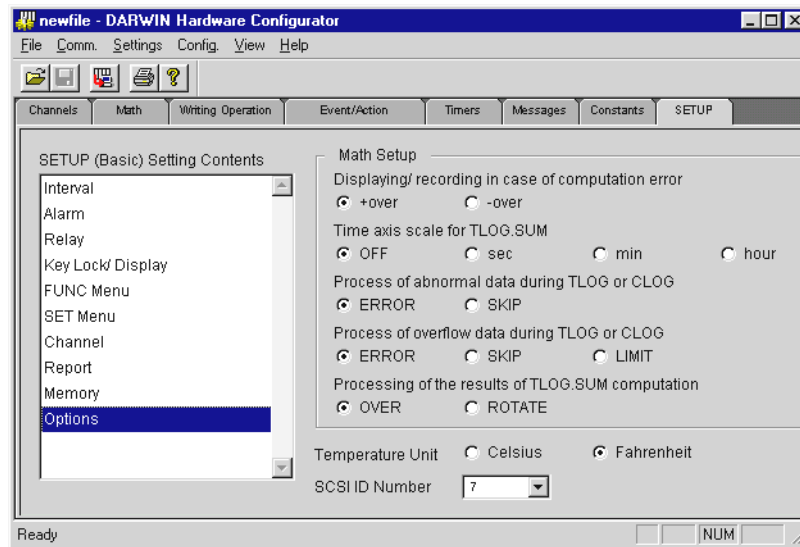 newfile - DARWIN Hardware Configurator
File Comm. Settings Config. View Help
Channels Math Writing Operation Event/Action Timers Messages Constants SETUP
SETUP (Basic) Setting Contents
Interval
Alarm
Relay
Key Lock/ Display
FUNC Menu
SET Menu
Channel
Report
Memory
Options
Math Setup
Displaying/ recording in case of computation error
+over -over
Time axis scale for TLOG.SUM
OFF sec min hour
Process of abnormal data during TLOG or CLOG
ERROR SKIP
Process of overflow data during TLOG or CLOG
ERROR SKIP LIMIT
Processing of the results of TLOG.SUM computation
OVER ROTATE
Temperature Unit Celsius Fahrenheit
SCSI ID Number 7
Ready NUM